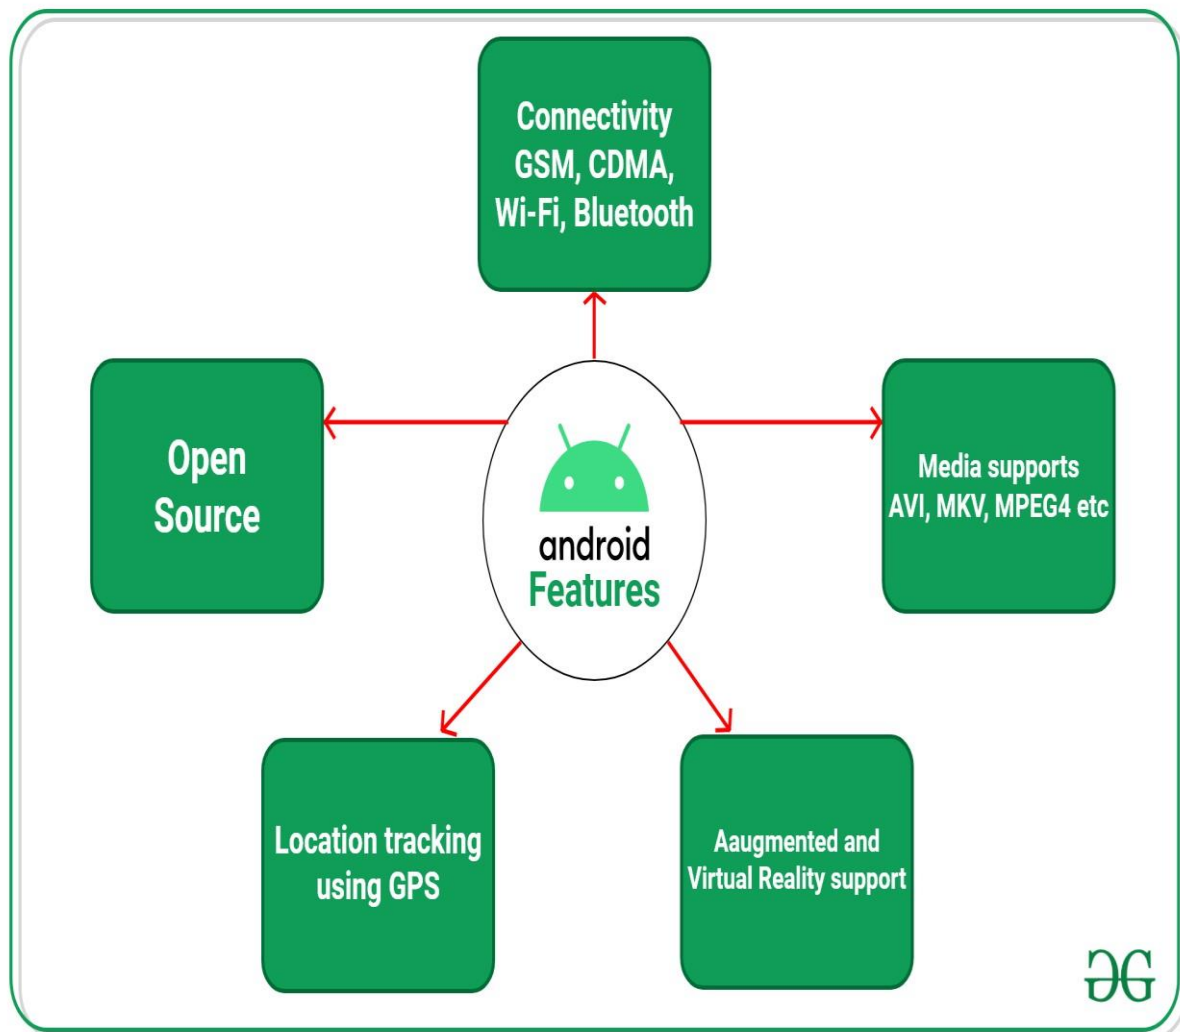 Connectivity
GSM, CDMA,
Wi-Fi, Bluetooth
Open
Source
android
Features
Media supports
AVI, MKV, MPEG4 etc
Location tracking
using GPS
Aaugmented and
Virtual Reality support